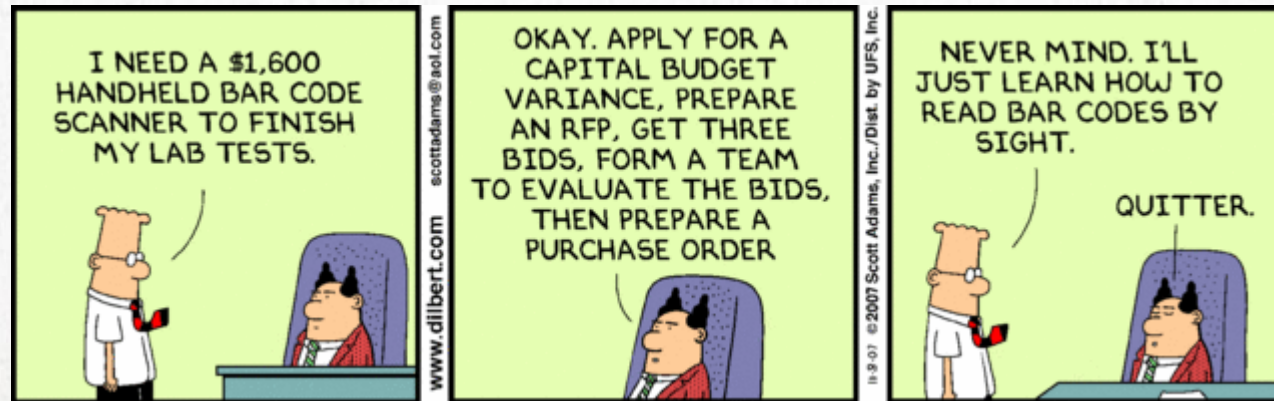 I NEED A $1,600
HANDHELD BAR CODE
SCANNER TO FINISH
MY LAB TESTS.
www.dilbert.com scottadams@aol.com
OKAY. APPLY FOR A
CAPITAL BUDGET
VARIANCE, PREPARE
AN RFP, GET THREE
BIDS, FORM A TEAM
TO EVALUATE THE BIDS,
THEN PREPARE A
PURCHASE ORDER
©2007 Scott Adams, Inc./Dist. by UFS, Inc.
NEVER MIND. I'LL
JUST LEARN HOW TO
READ BAR CODES BY
SIGHT.
QUITTER.